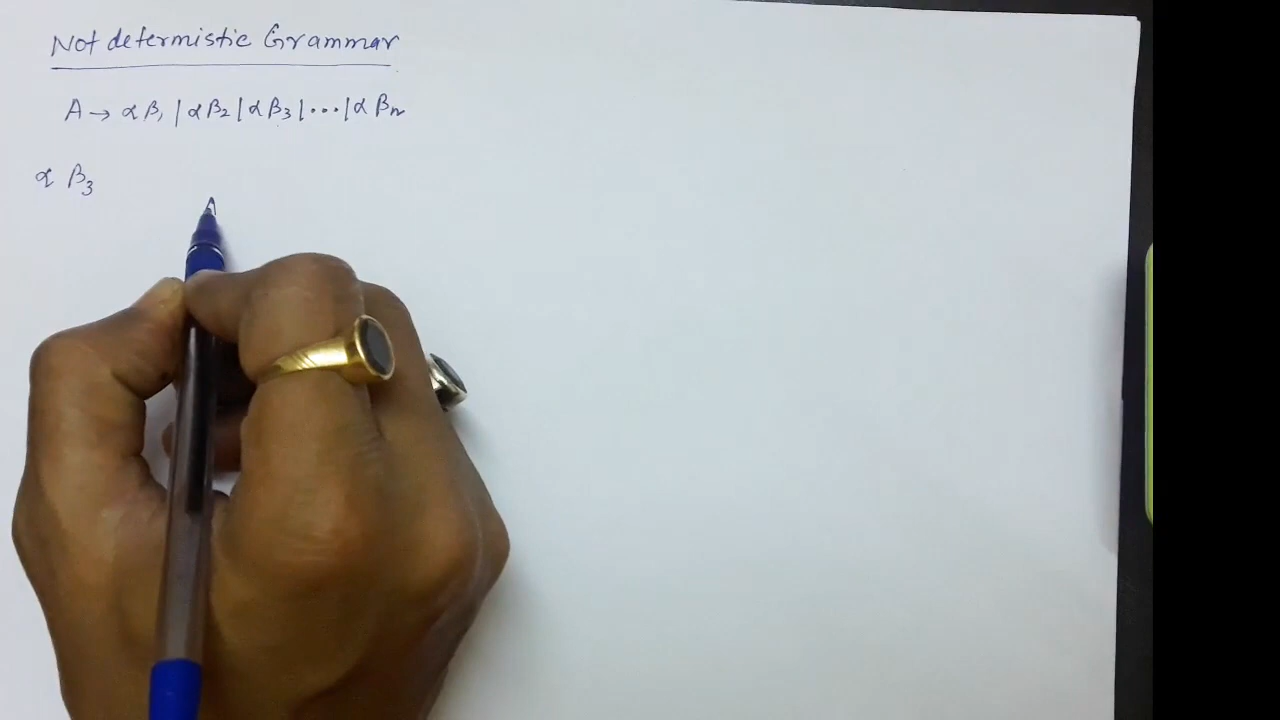 Not determistic Grammar
A → αβ₁ | αβ₂ | αβ₃ | ... | αβₙ
α β₃